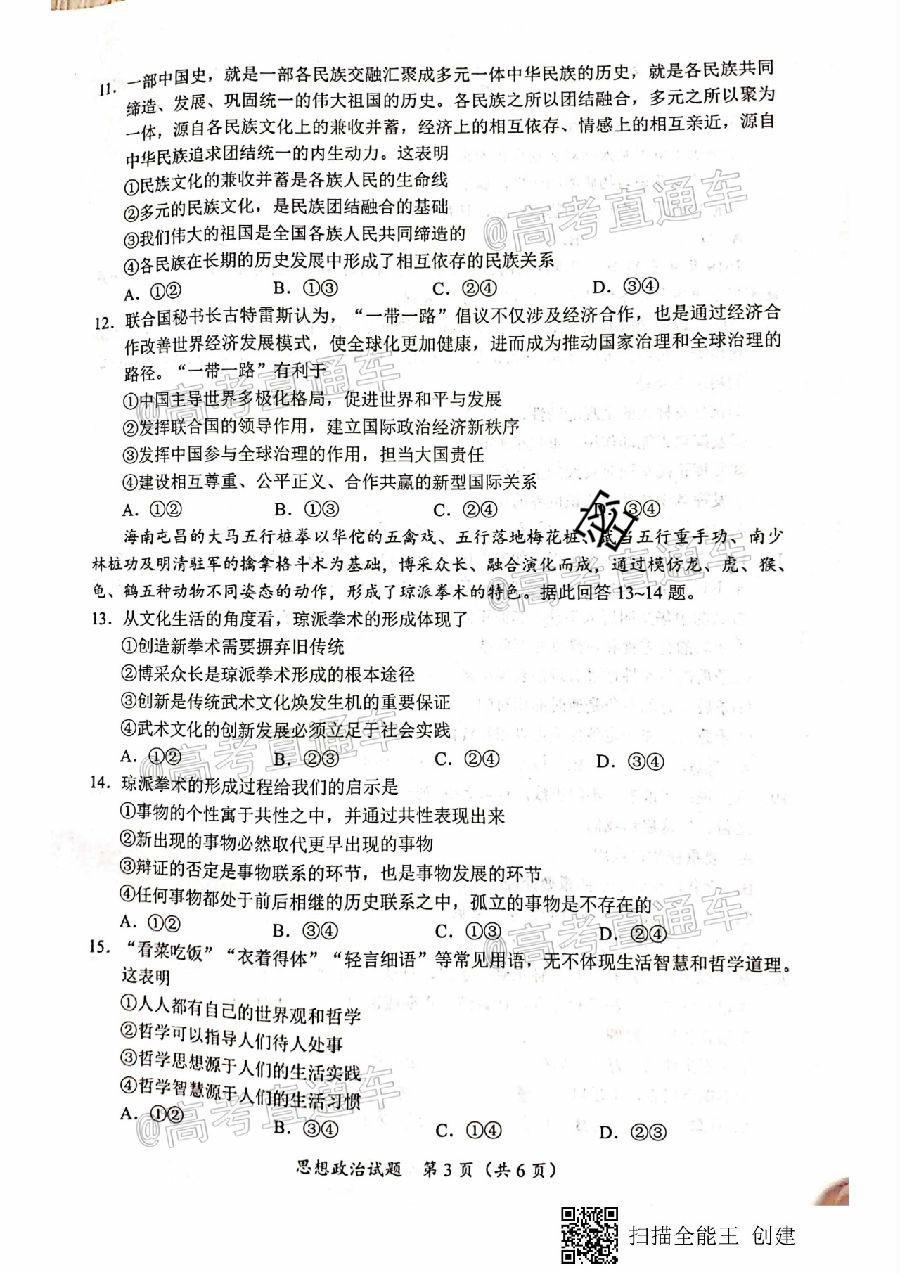 11. 一部中国史，就是一部各民族交融汇聚成多元一体中华民族的历史，就是各民族共同
缔造、发展、巩固统一的伟大祖国的历史。各民族之所以团结融合，多元之所以聚为
一体，源自各民族文化上的兼收并蓄，经济上的相互依存、情感上的相互亲近，源自
中华民族追求团结统一的内生动力。这表明
①民族文化的兼收并蓄是各族人民的生命线
②多元的民族文化，是民族团结融合的基础
③我们伟大的祖国是全国各族人民共同缔造的
④各民族在长期的历史发展中形成了相互依存的民族关系
A. ①② B. ①③ C. ②④ D. ③④
12. 联合国秘书长古特雷斯认为，“一带一路”倡议不仅涉及经济合作，也是通过经济合
作改善世界经济发展模式，使全球化更加健康，进而成为推动国家治理和全球治理的
路径。“一带一路”有利于
①中国主导世界多极化格局，促进世界和平与发展
②发挥联合国的领导作用，建立国际政治经济新秩序
③发挥中国参与全球治理的作用，担当大国责任
④建设相互尊重、公平正义、合作共赢的新型国际关系
A. ①② B. ①③ C. ②④ D. ③④
海南屯昌的大马五行桩拳以华佗的五禽戏、五行落地梅花桩、武当五行重手功、南少
林桩功及明清驻军的擒拿格斗术为基础，博采众长、融合演化而成，通过模仿龙、虎、猴、
龟、鹤五种动物不同姿态的动作，形成了琼派拳术的特色。据此回答13~14题。
13. 从文化生活的角度看，琼派拳术的形成体现了
①创造新拳术需要摒弃旧传统
②博采众长是琼派拳术形成的根本途径
③创新是传统武术文化焕发生机的重要保证
④武术文化的创新发展必须立足于社会实践
A. ①② B. ②③ C. ②④ D. ③④
14. 琼派拳术的形成过程给我们的启示是
①事物的个性寓于共性之中，并通过共性表现出来
②新出现的事物必然取代更早出现的事物
③辩证的否定是事物联系的环节，也是事物发展的环节
④任何事物都处于前后相继的历史联系之中，孤立的事物是不存在的
A. ①② B. ③④ C. ①③ D. ②④
15. “看菜吃饭”“衣着得体”“轻言细语”等常见用语，无不体现生活智慧和哲学道理。
这表明
①人人都有自己的世界观和哲学
②哲学可以指导人们待人处事
③哲学思想源于人们的生活实践
④哲学智慧源于人们的生活习惯
A. ①② B. ③④ C. ①④ D. ②③
思想政治试题 第3页（共6页）
@高考直通车
@高考直通车
@高考直通车
@高考直通车
@高考直通车
@高考直通车
扫描全能王 创建